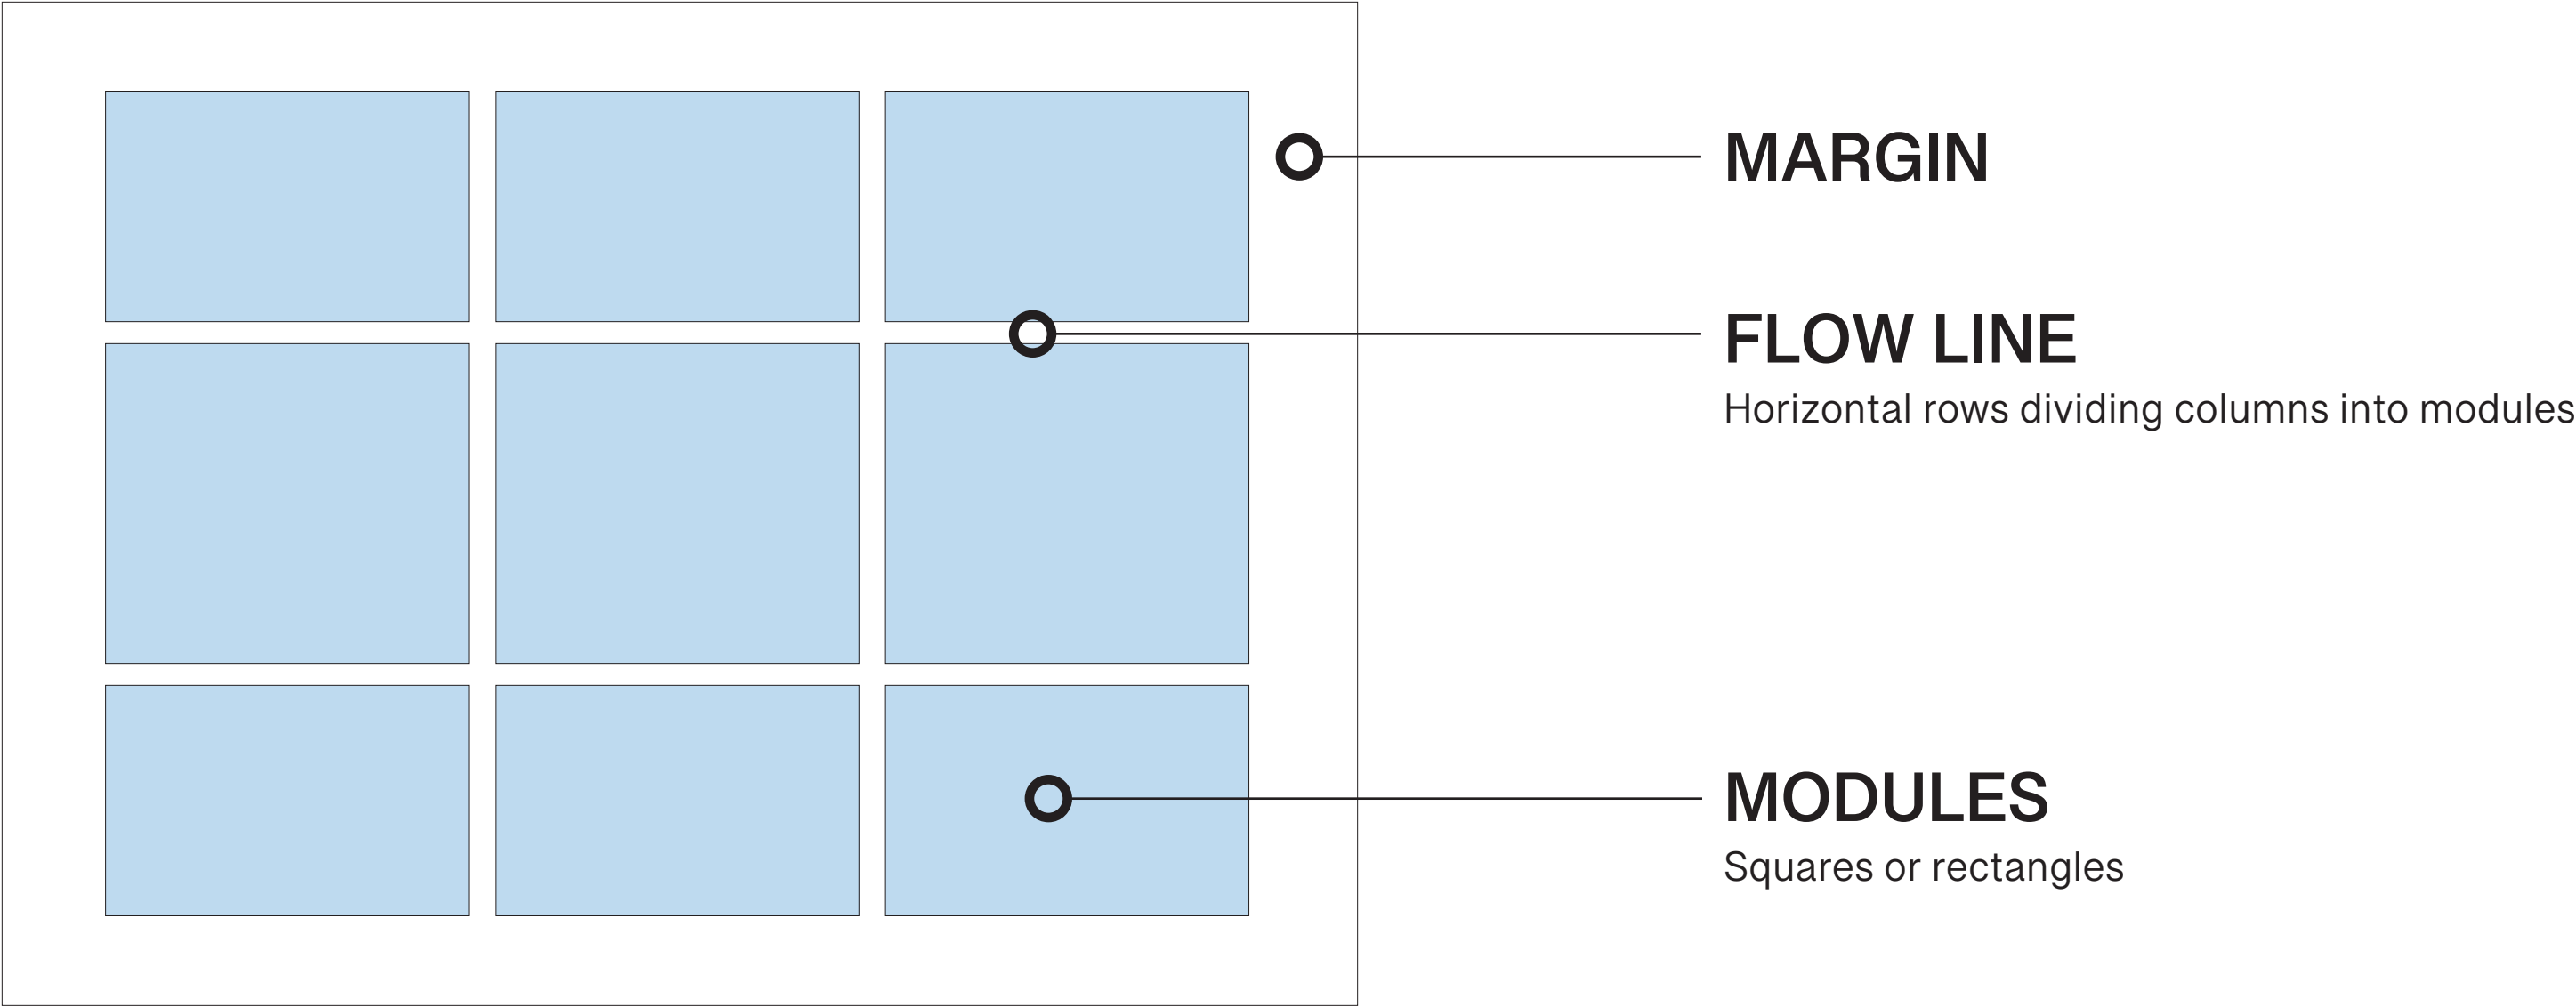 MARGIN
FLOW LINE
Horizontal rows dividing columns into modules
MODULES
Squares or rectangles